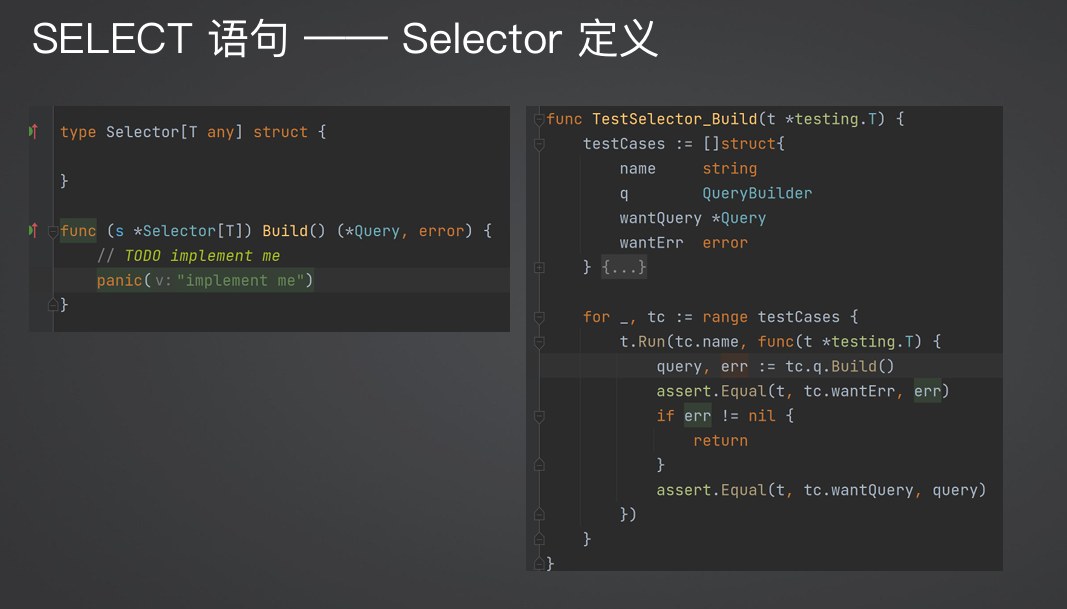 SELECT 语句 —— Selector 定义
type Selector[T any] struct {
}
func (s *Selector[T]) Build() (*Query, error) {
// TODO implement me
panic(v: "implement me")
}
func TestSelector_Build(t *testing.T) {
testCases := []struct{
name string
q QueryBuilder
wantQuery *Query
wantErr error
} {...}
for _, tc := range testCases {
t.Run(tc.name, func(t *testing.T) {
query, err := tc.q.Build()
assert.Equal(t, tc.wantErr, err)
if err != nil {
return
}
assert.Equal(t, tc.wantQuery, query)
})
}
}